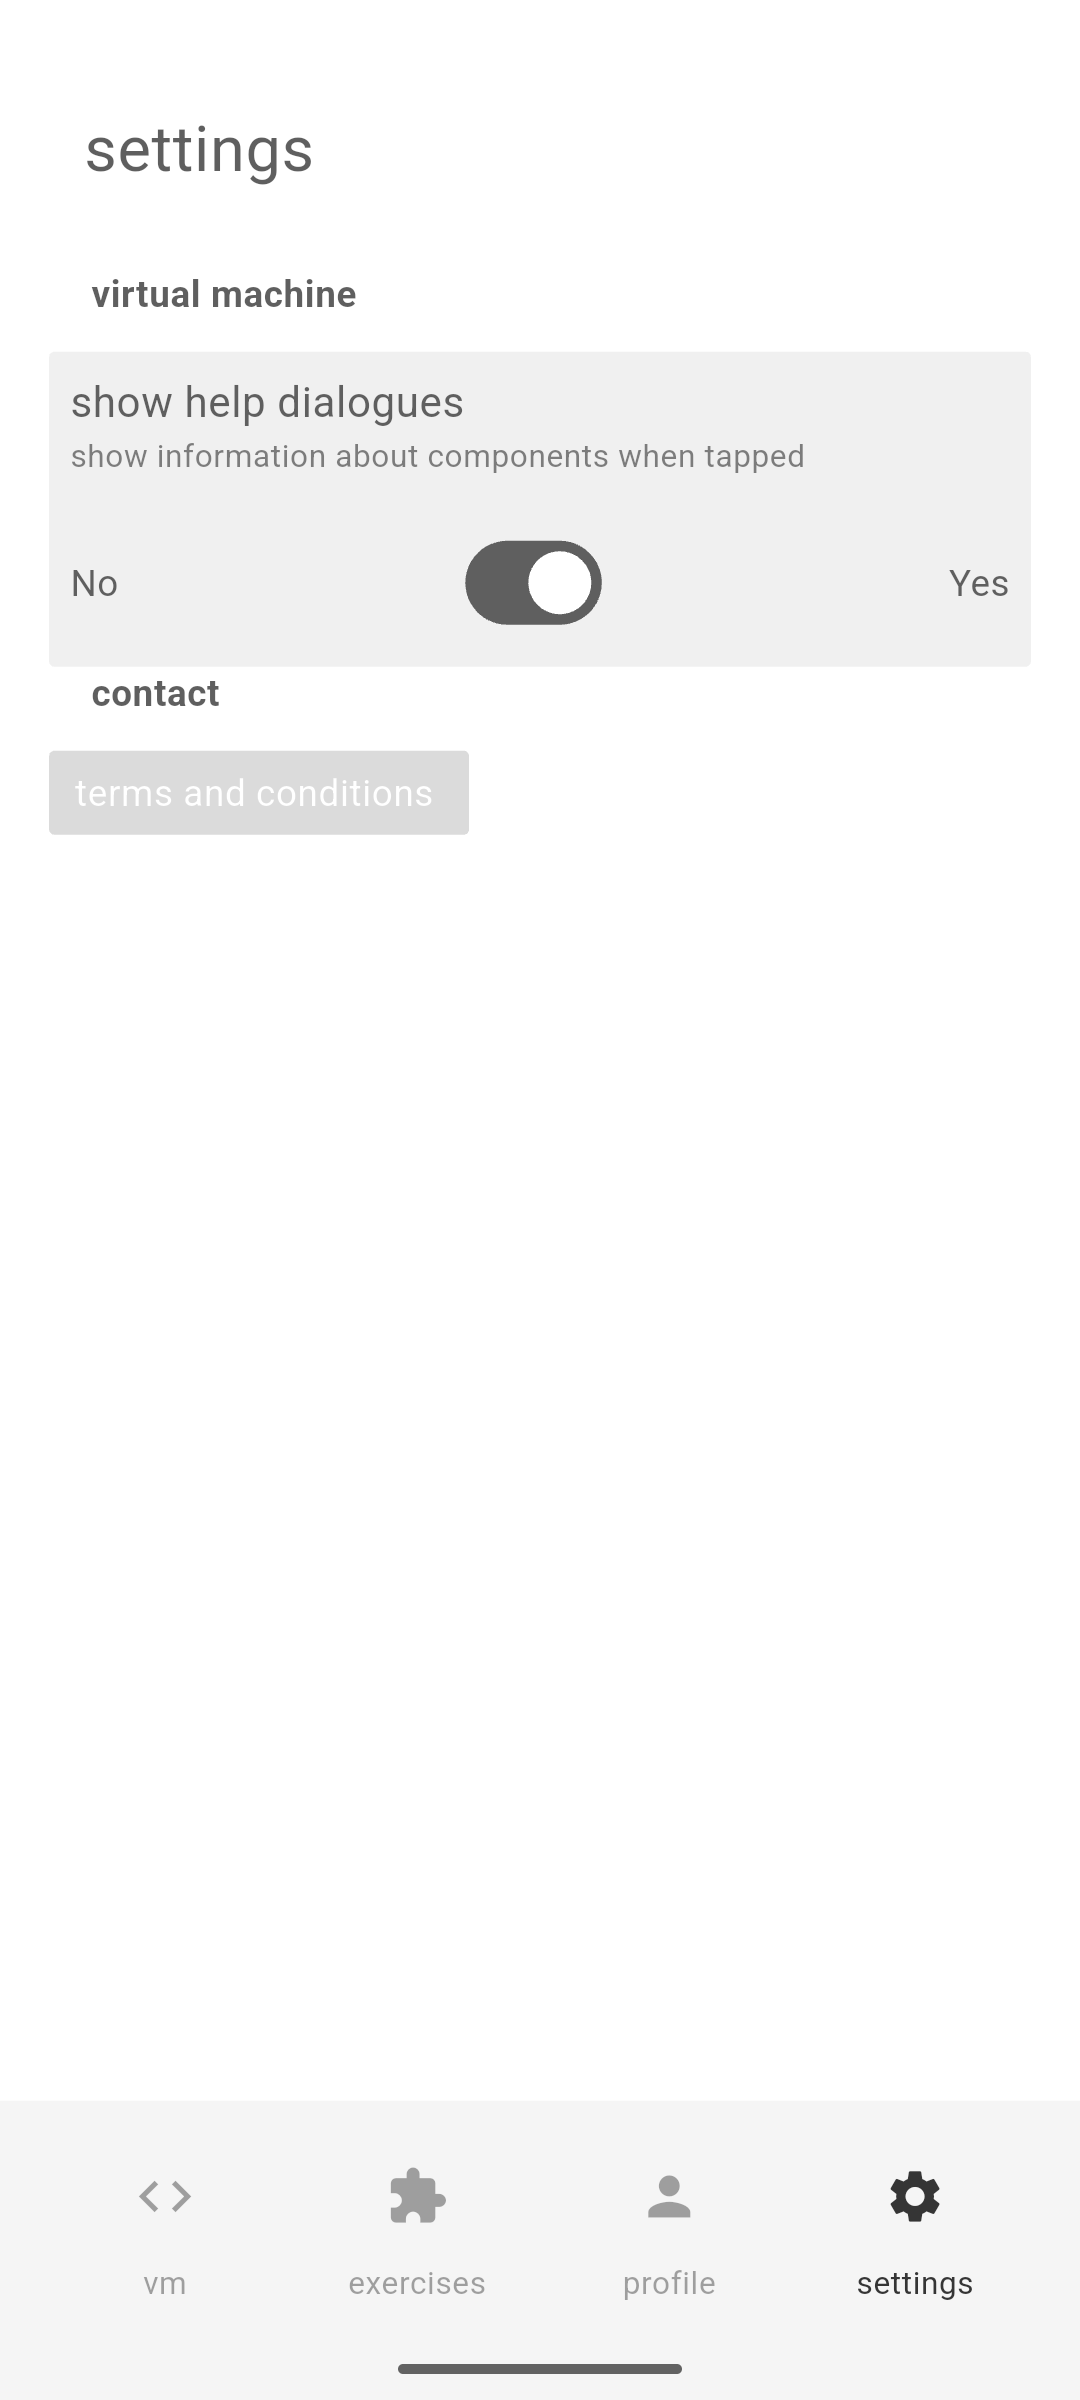 settings
virtual machine
show help dialogues
show information about components when tapped
No Yes
contact
terms and conditions
vm exercises profile settings